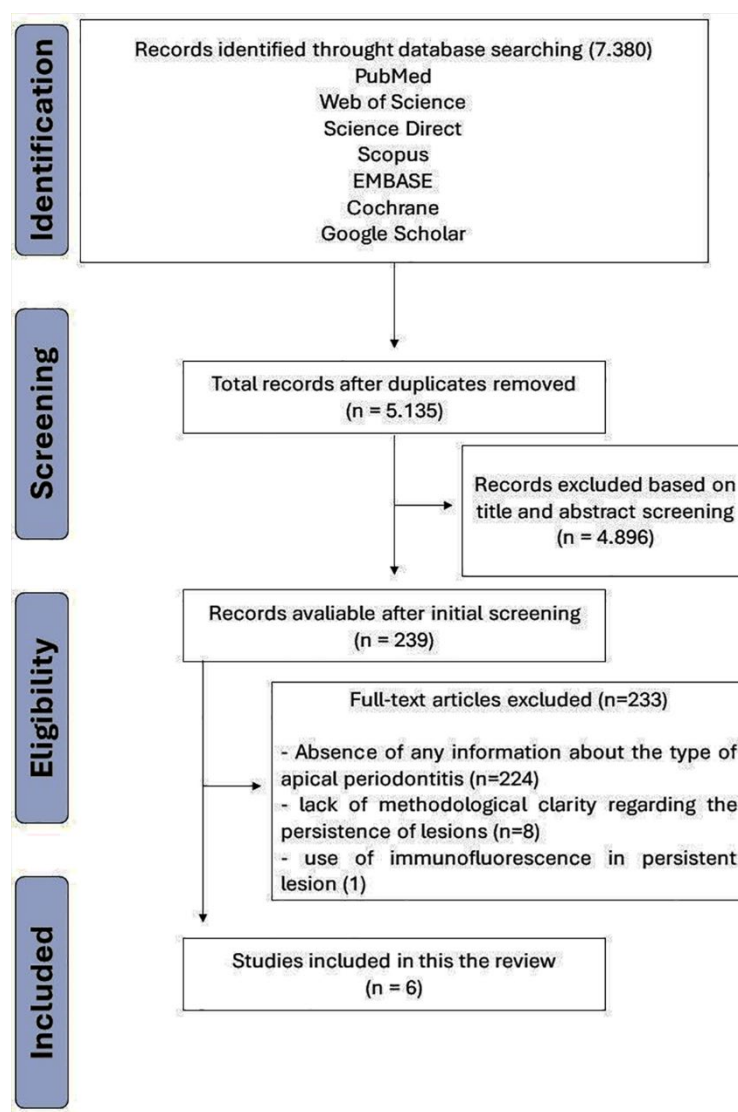 Identification
Records identified throught database searching (7.380)
PubMed
Web of Science
Science Direct
Scopus
EMBASE
Cochrane
Google Scholar
Screening
Total records after duplicates removed
(n = 5.135)
Records excluded based on
title and abstract screening
(n = 4.896)
Eligibility
Records avaliable after initial screening
(n = 239)
Full-text articles excluded (n=233)
- Absence of any information about the type of
apical periodontitis (n=224)
- lack of methodological clarity regarding the
persistence of lesions (n=8)
- use of immunofluorescence in persistent
lesion (1)
Included
Studies included in this the review
(n = 6)